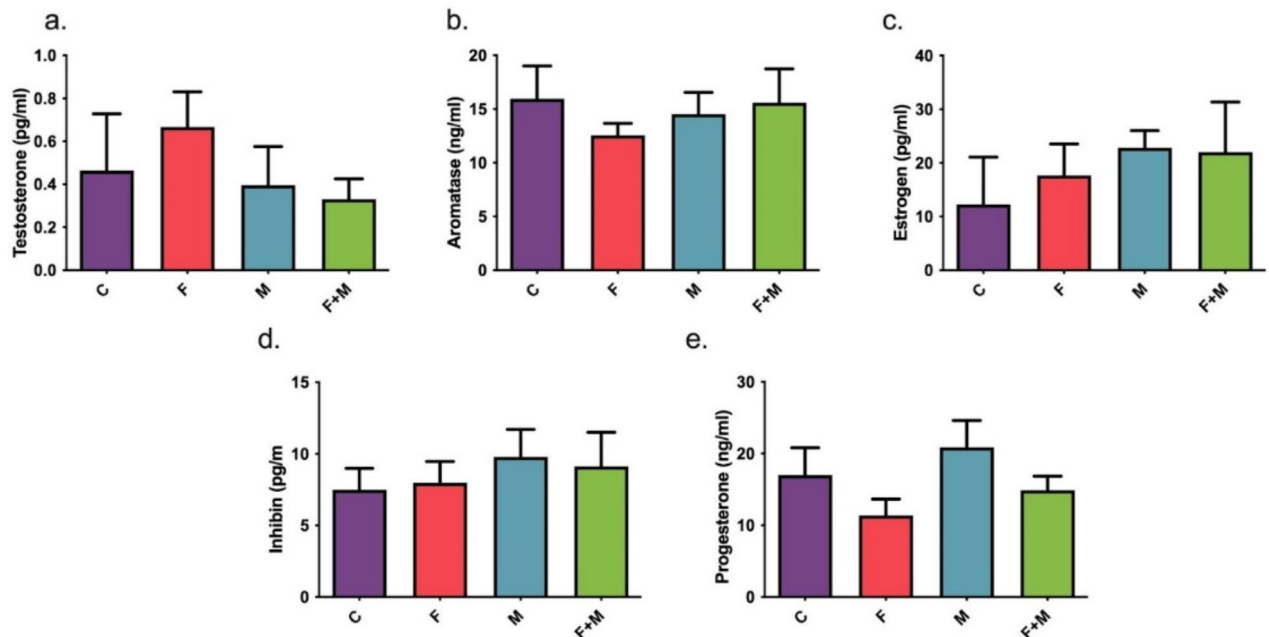 a.
Testosterone (pg/ml)
1.0
0.8
0.6
0.4
0.2
0.0
C
F
M
F+M
b.
Aromatase (ng/ml)
20
15
10
5
0
C
F
M
F+M
c.
Estrogen (pg/ml)
40
30
20
10
0
C
F
M
F+M
d.
Inhibin (pg/m
15
10
5
0
C
F
M
F+M
e.
Progesterone (ng/ml)
30
20
10
0
C
F
M
F+M